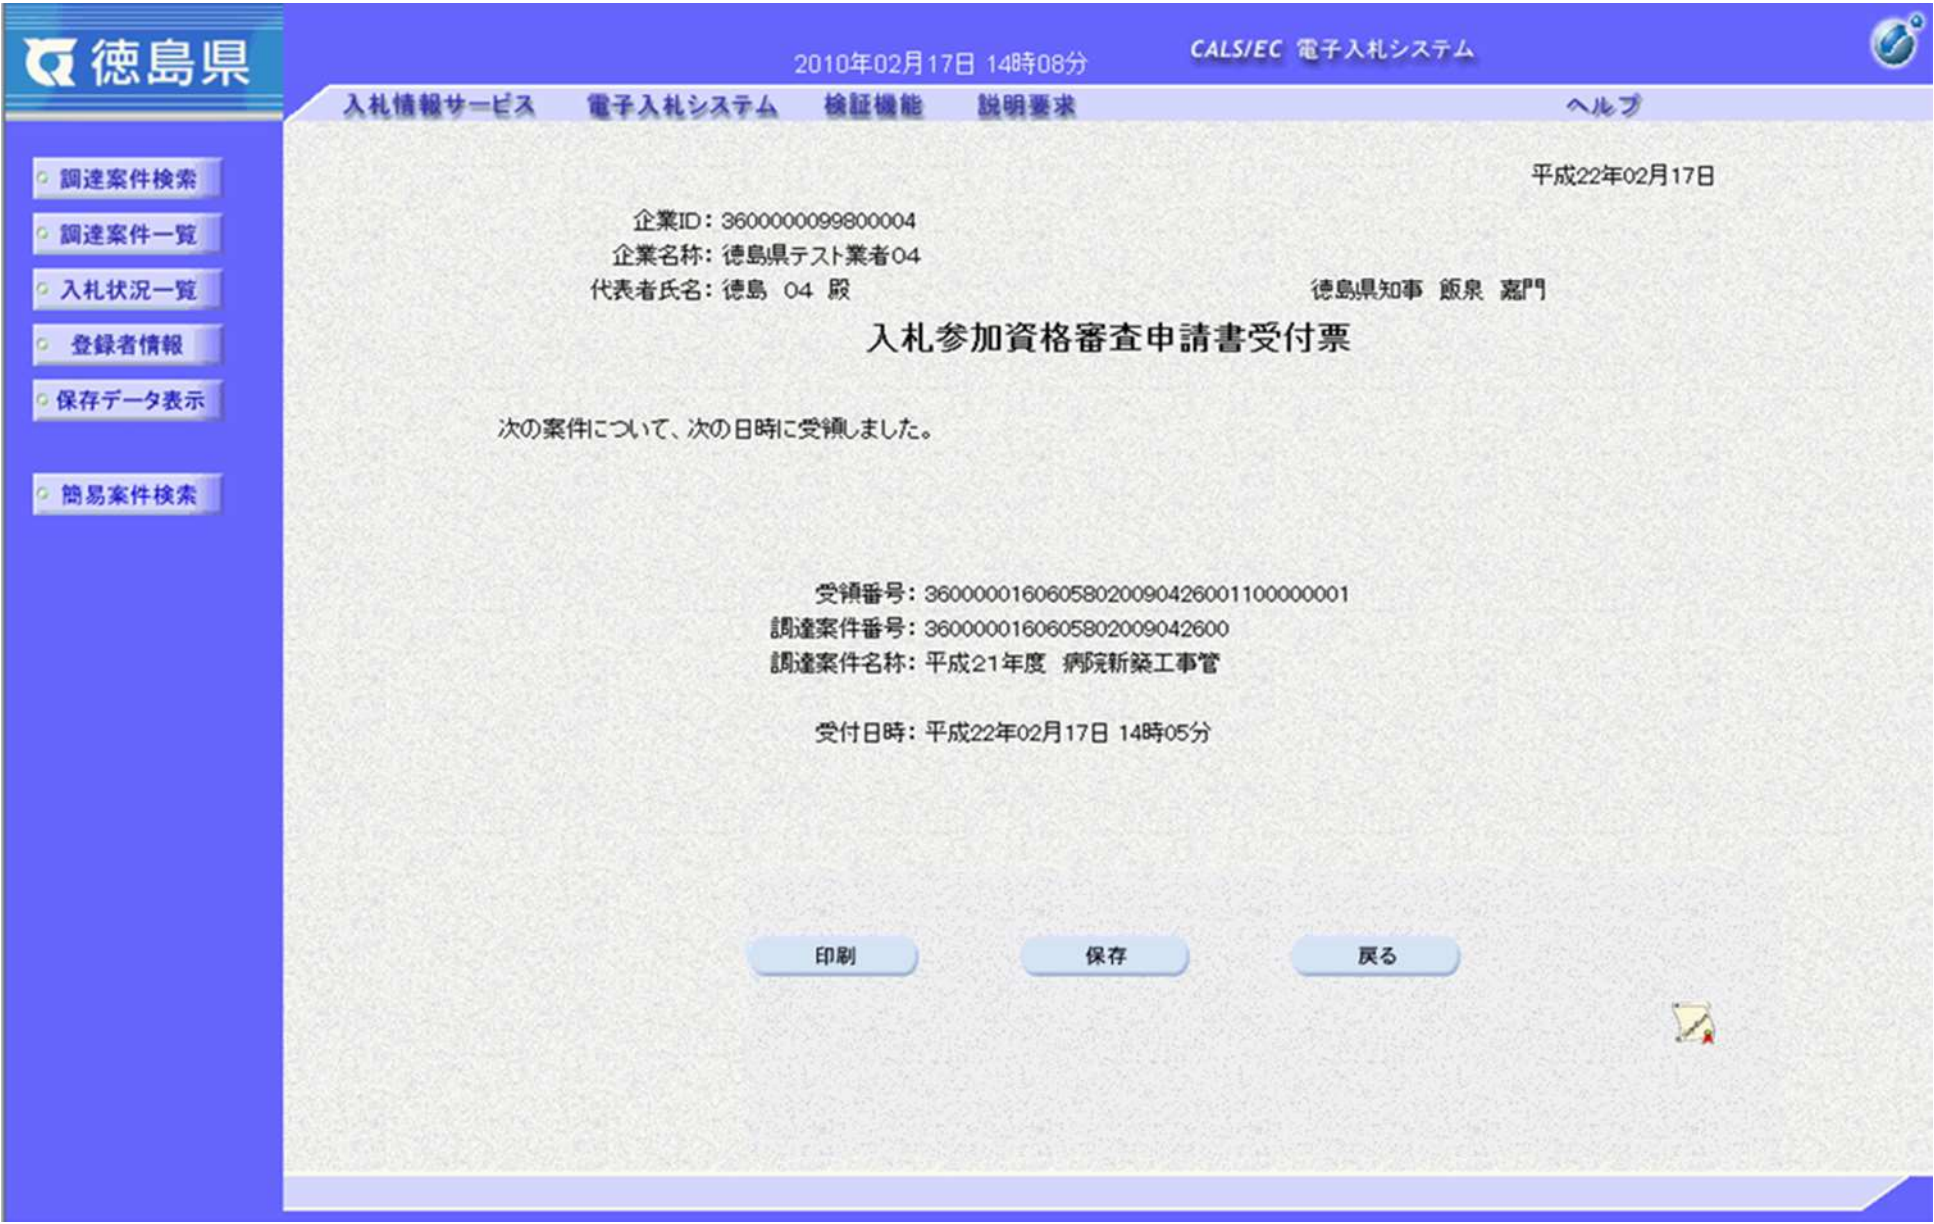 徳島県
2010年02月17日 14時08分
CALS/EC 電子入札システム
入札情報サービス 電子入札システム 検証機能 説明要求 ヘルプ
調達案件検索
調達案件一覧
入札状況一覧
登録者情報
保存データ表示
簡易案件検索
平成22年02月17日
企業ID：3600000099800004
企業名称：徳島県テスト業者04
代表者氏名：徳島 04 殿
徳島県知事 飯泉 嘉門
入札参加資格審査申請書受付票
次の案件について、次の日時に受領しました。
受領番号：36000001606058020090426001100000001
調達案件番号：3600000160605802009042600
調達案件名称：平成21年度 病院新築工事管
受付日時：平成22年02月17日 14時05分
印刷
保存
戻る